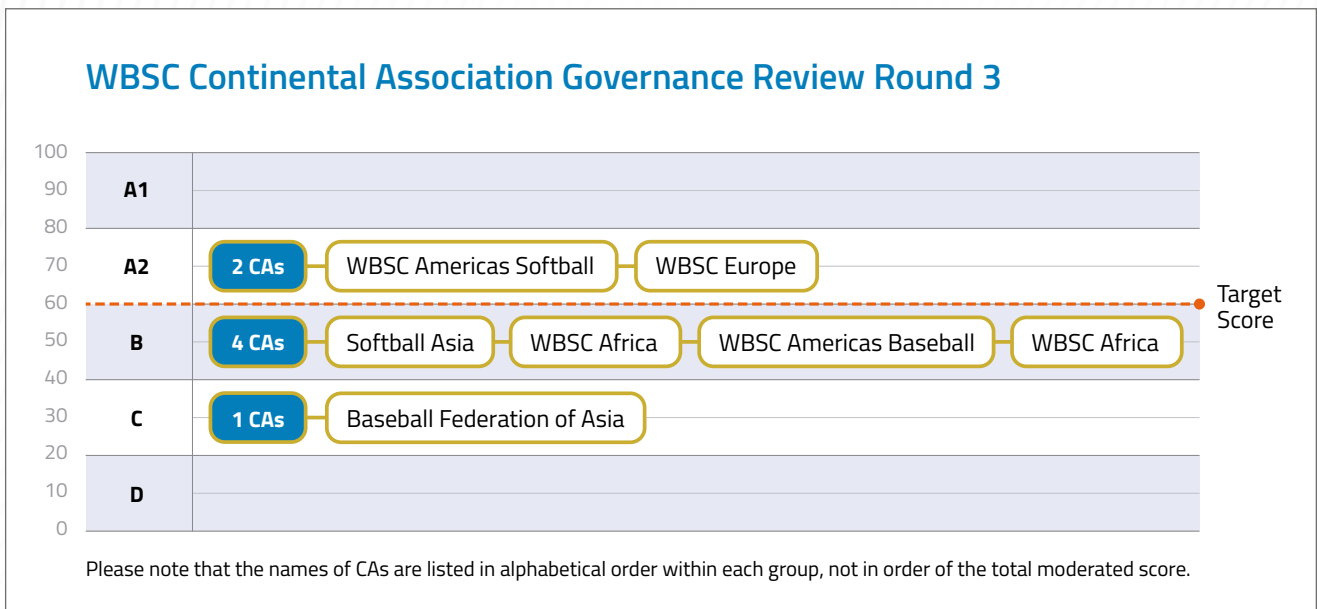 WBSC Continental Association Governance Review Round 3
100
90
A1
80
70
A2
2 CAs
WBSC Americas Softball
WBSC Europe
60
Target
Score
50
B
4 CAs
Softball Asia
WBSC Africa
WBSC Americas Baseball
WBSC Africa
40
30
C
1 CAs
Baseball Federation of Asia
20
10
D
0
Please note that the names of CAs are listed in alphabetical order within each group, not in order of the total moderated score.